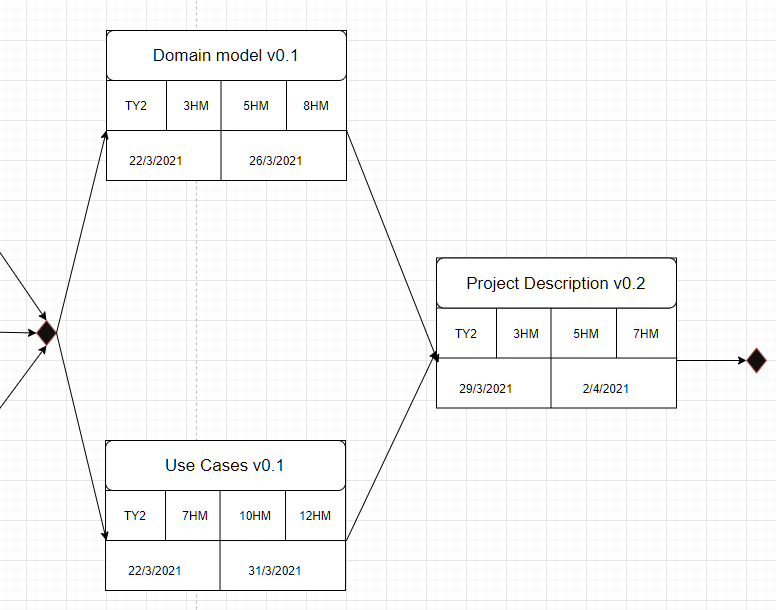 Domain model v0.1
TY2 3HM 5HM 8HM
22/3/2021 26/3/2021
Project Description v0.2
TY2 3HM 5HM 7HM
29/3/2021 2/4/2021
Use Cases v0.1
TY2 7HM 10HM 12HM
22/3/2021 31/3/2021